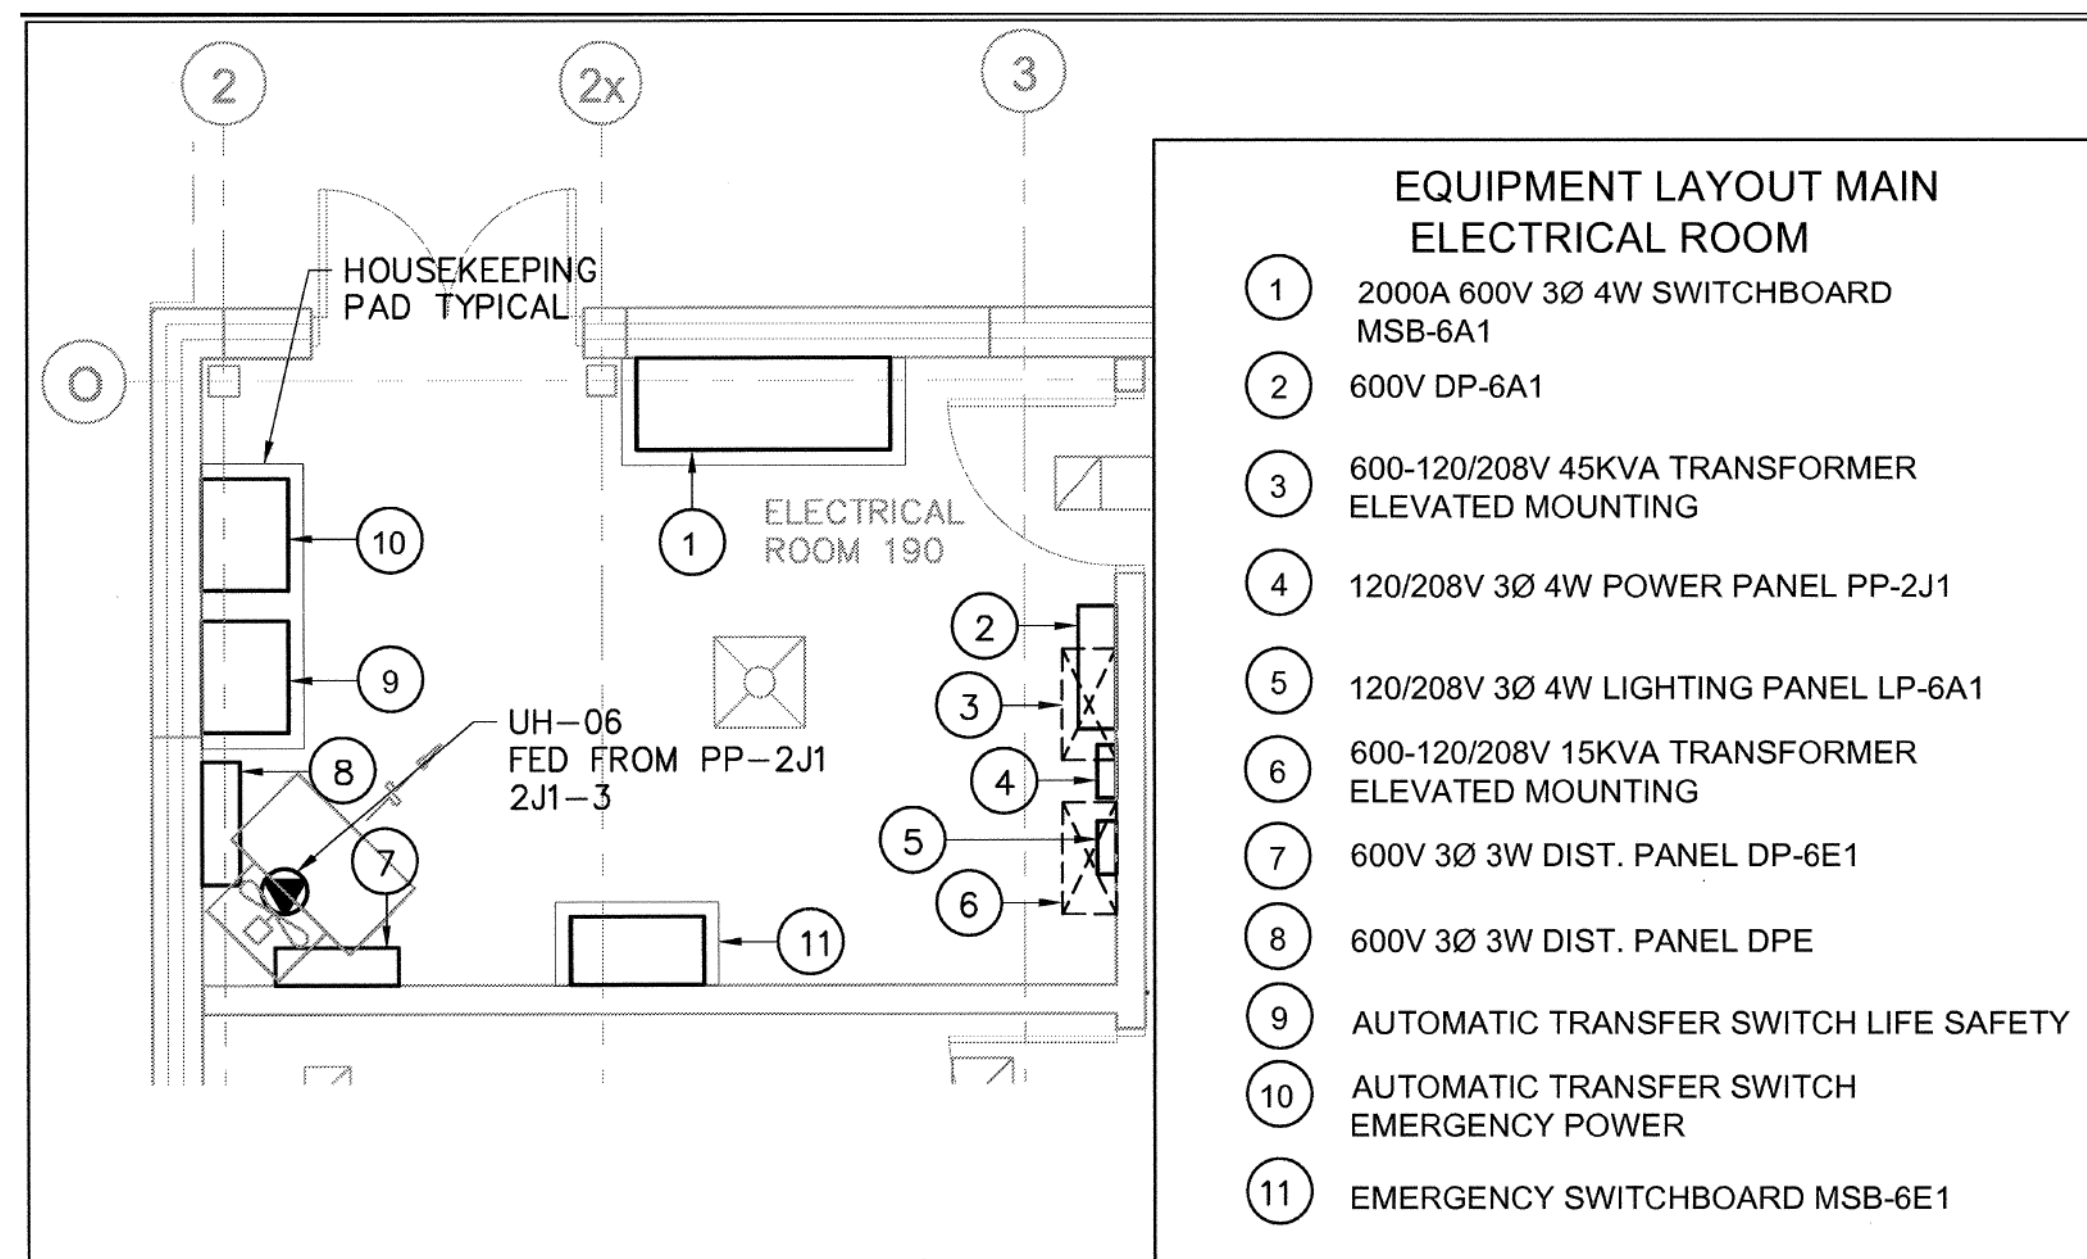 2
2x
3
O
HOUSEKEEPING
PAD TYPICAL
ELECTRICAL
ROOM 190
10
1
2
9
3
UH-06
FED FROM PP-2J1
2J1-3
8
4
7
5
6
11
EQUIPMENT LAYOUT MAIN
ELECTRICAL ROOM
1 2000A 600V 3Ø 4W SWITCHBOARD
MSB-6A1
2 600V DP-6A1
3 600-120/208V 45KVA TRANSFORMER
ELEVATED MOUNTING
4 120/208V 3Ø 4W POWER PANEL PP-2J1
5 120/208V 3Ø 4W LIGHTING PANEL LP-6A1
6 600-120/208V 15KVA TRANSFORMER
ELEVATED MOUNTING
7 600V 3Ø 3W DIST. PANEL DP-6E1
8 600V 3Ø 3W DIST. PANEL DPE
9 AUTOMATIC TRANSFER SWITCH LIFE SAFETY
10 AUTOMATIC TRANSFER SWITCH
EMERGENCY POWER
11 EMERGENCY SWITCHBOARD MSB-6E1